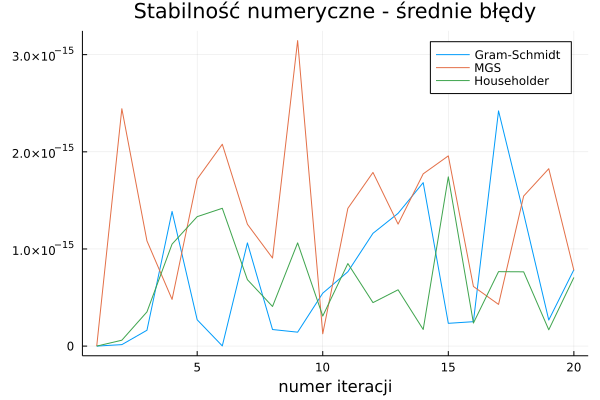 Stabilność numeryczne - średnie błędy
Gram-Schmidt
MGS
Householder
3.0×10⁻¹⁵
2.0×10⁻¹⁵
1.0×10⁻¹⁵
0
5 10 15 20
numer iteracji